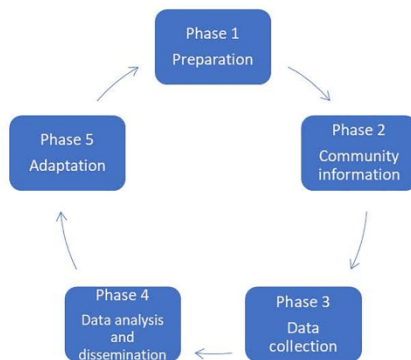 Phase 1
Preparation
Phase 2
Community
information
Phase 3
Data
collection
Phase 4
Data analysis
and
dissemination
Phase 5
Adaptation